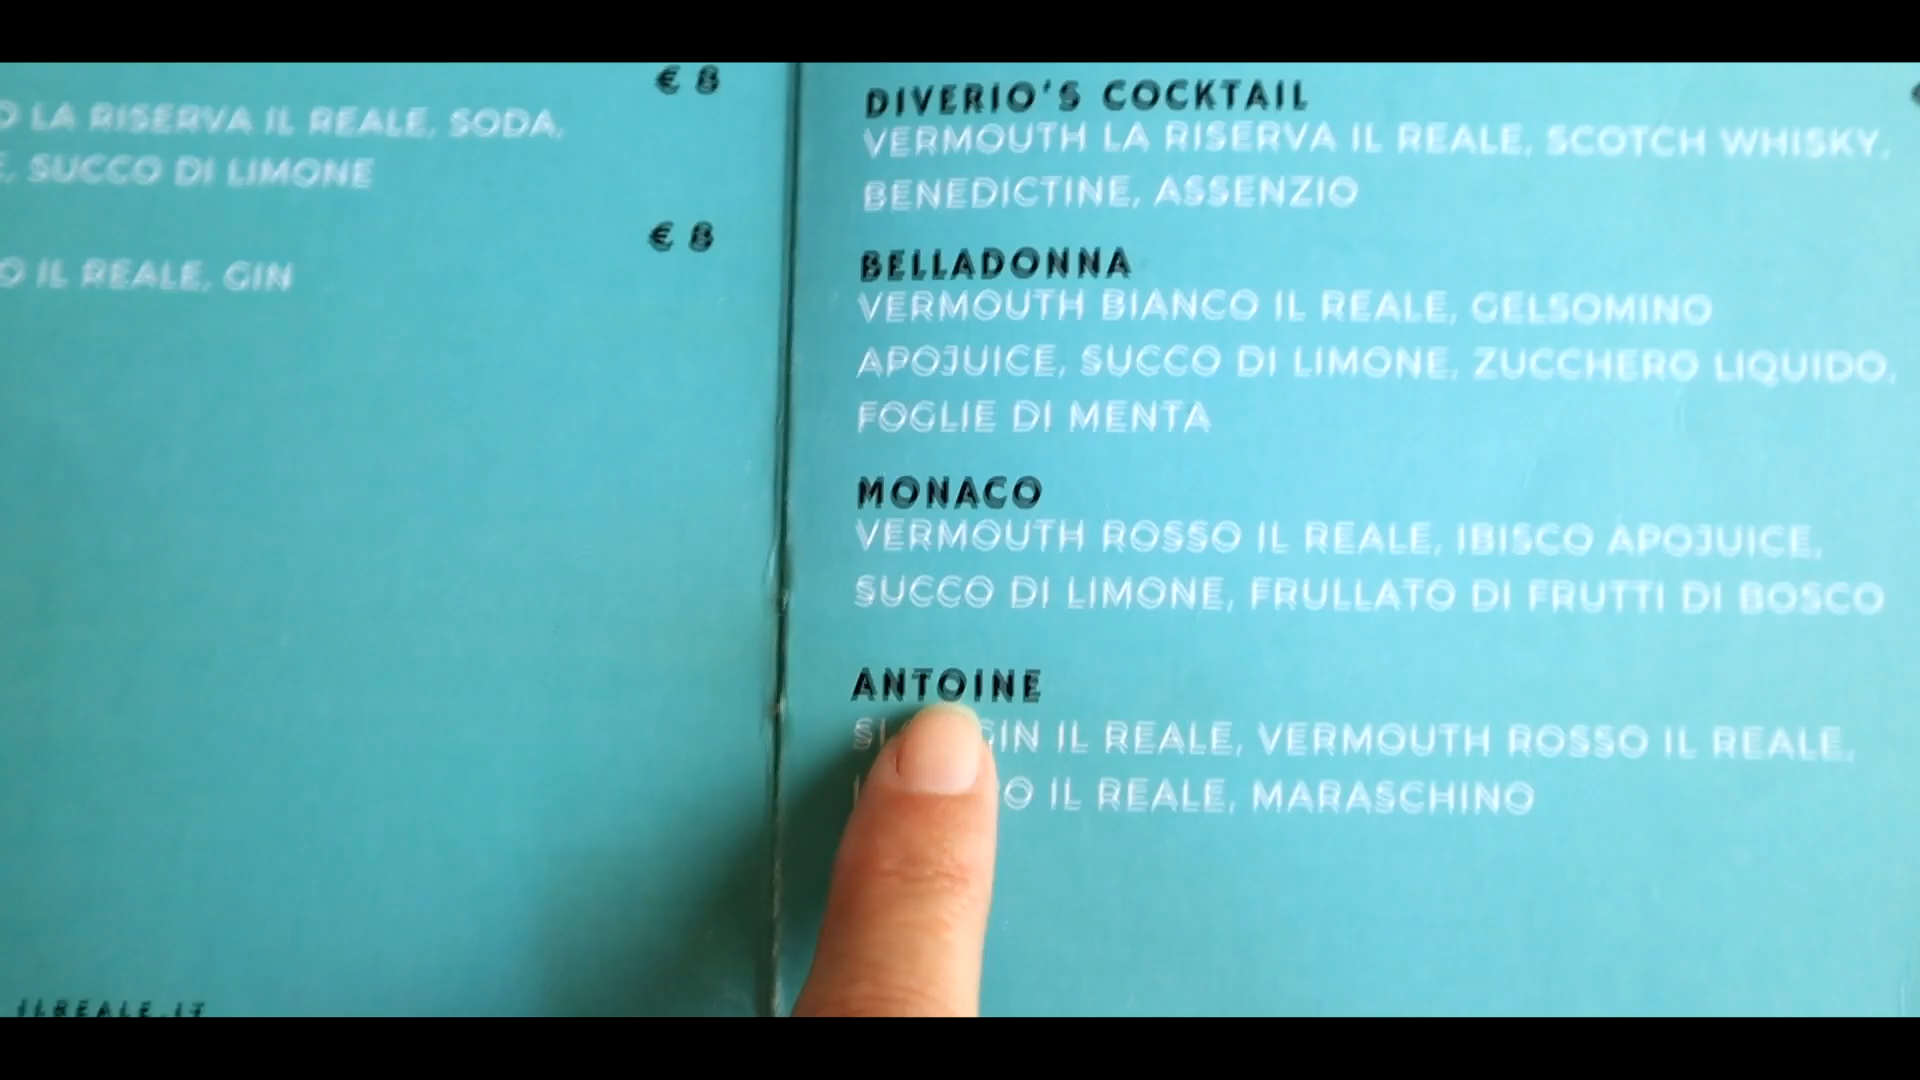 € 8
LA RISERVA IL REALE, SODA,
SUCCO DI LIMONE
€ 8
IL REALE, GIN
ILREALE.IT
DIVERIO'S COCKTAIL
VERMOUTH LA RISERVA IL REALE, SCOTCH WHISKY,
BENEDICTINE, ASSENZIO
BELLADONNA
VERMOUTH BIANCO IL REALE, GELSOMINO
APOJUICE, SUCCO DI LIMONE, ZUCCHERO LIQUIDO,
FOGLIE DI MENTA
MONACO
VERMOUTH ROSSO IL REALE, IBISCO APOJUICE,
SUCCO DI LIMONE, FRULLATO DI FRUTTI DI BOSCO
ANTOINE
GIN IL REALE, VERMOUTH ROSSO IL REALE,
IL REALE, MARASCHINO